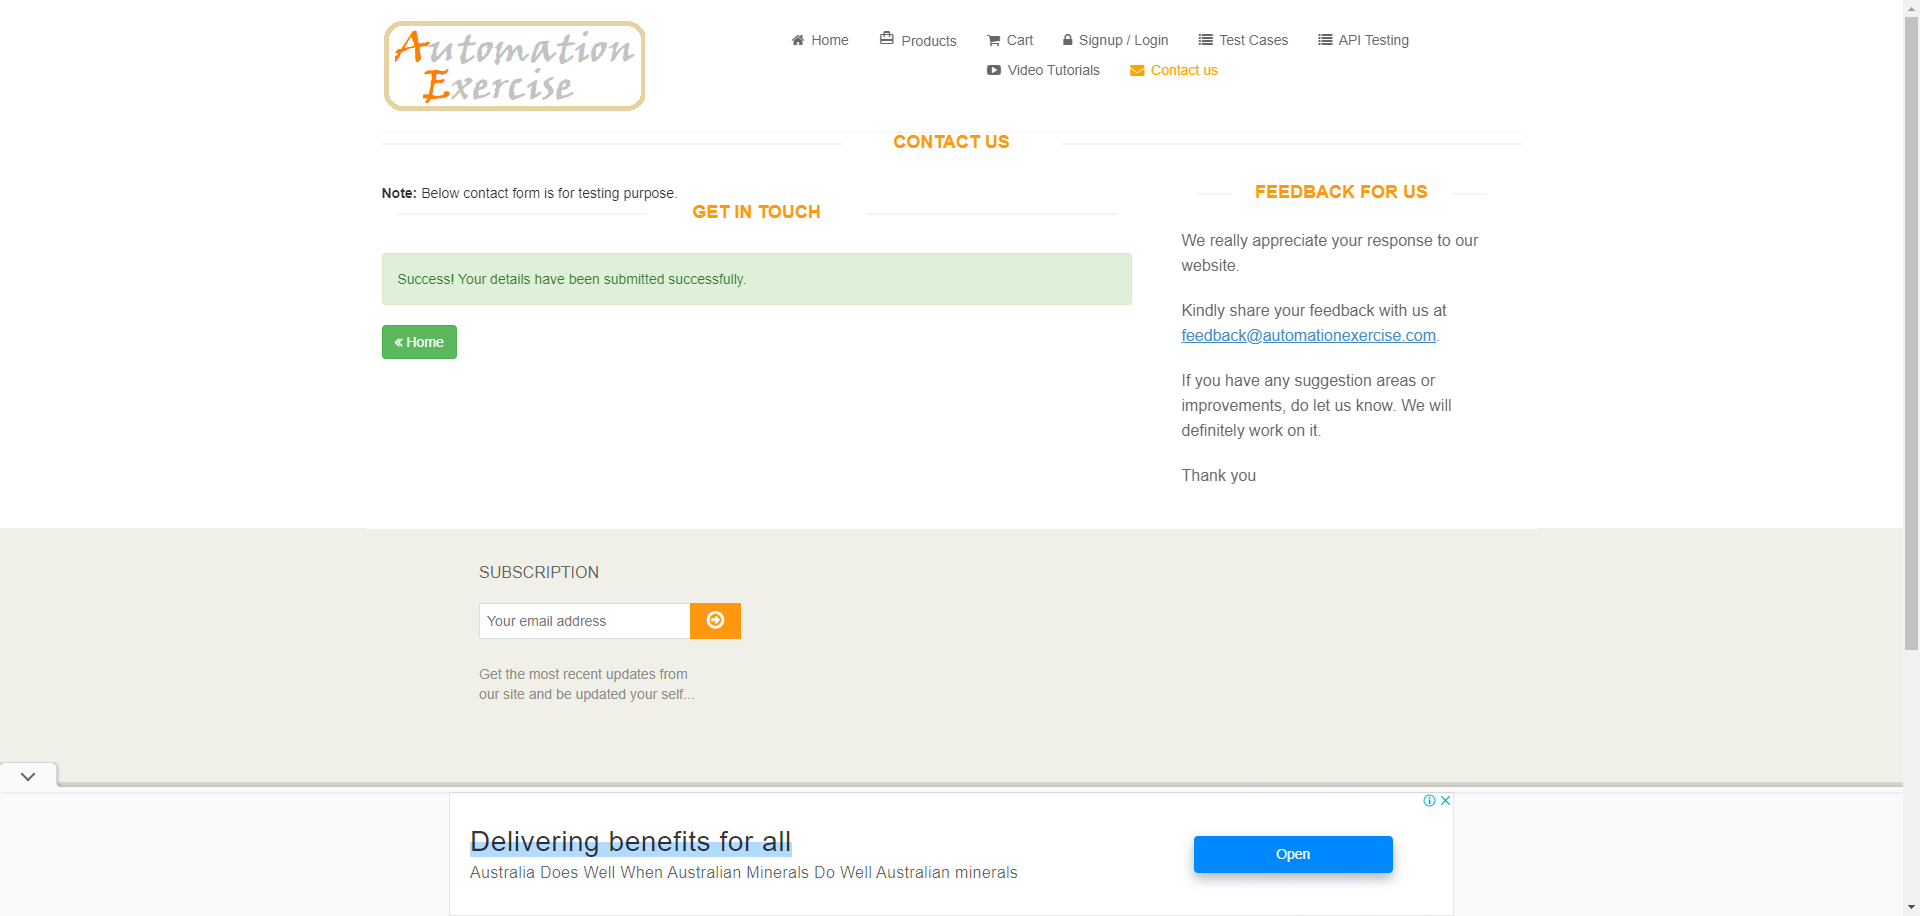 Automation
Exercise
Home
Products
Cart
Signup / Login
Test Cases
API Testing
Video Tutorials
Contact us
CONTACT US
Note: Below contact form is for testing purpose.
GET IN TOUCH
Success! Your details have been submitted successfully.
« Home
FEEDBACK FOR US
We really appreciate your response to our
website.
Kindly share your feedback with us at
feedback@automationexercise.com.
If you have any suggestion areas or
improvements, do let us know. We will
definitely work on it.
Thank you
SUBSCRIPTION
Your email address
Get the most recent updates from
our site and be updated your self...
Delivering benefits for all
Australia Does Well When Australian Minerals Do Well Australian minerals
Open